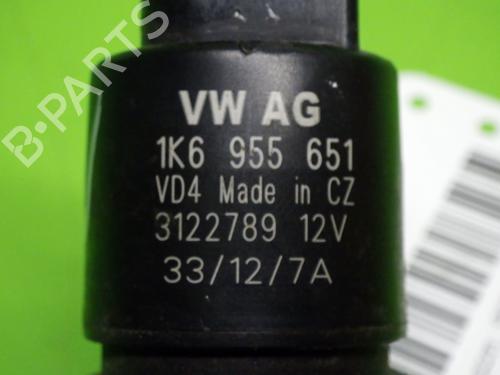 B-PARTS
VW AG
1K6 955 651
VD4 Made in CZ
3122789 12V
33/12/7A